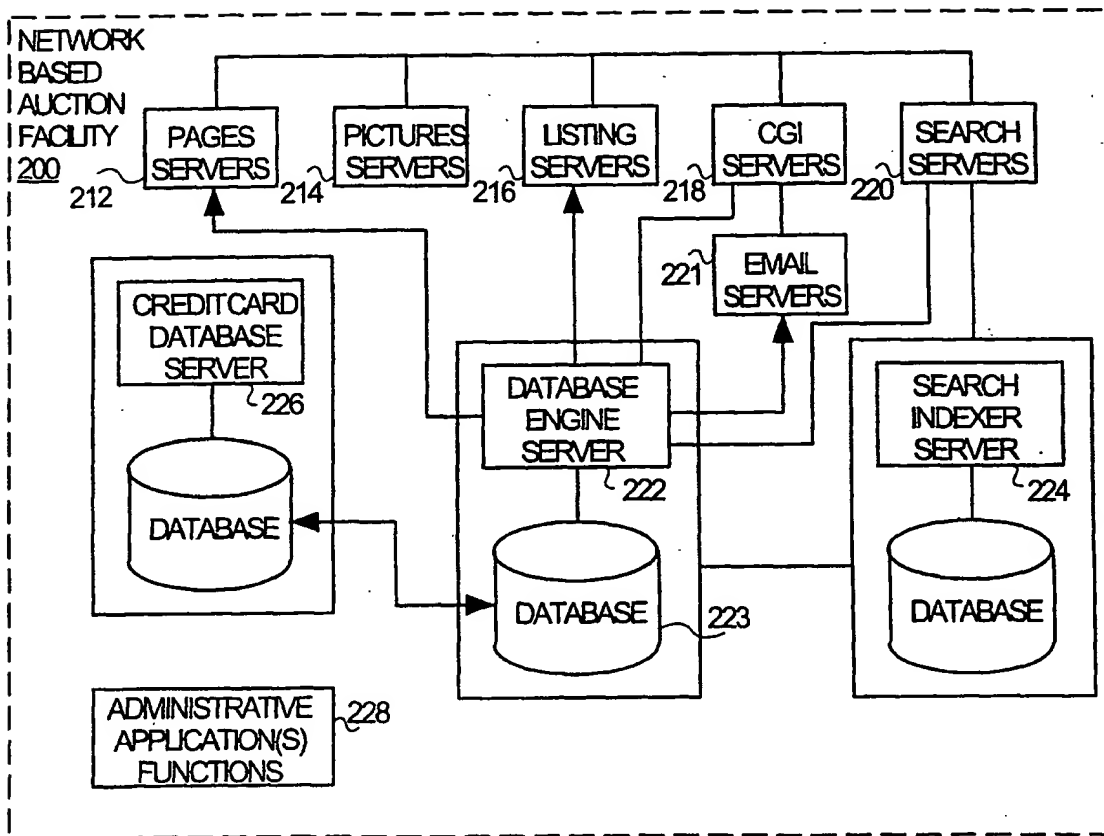 NETWORK
BASED
AUCTION
FACILITY
200
PAGES
SERVERS
212
PICTURES
SERVERS
214
LISTING
SERVERS
216
CGI
SERVERS
218
SEARCH
SERVERS
220
EMAIL
SERVERS
221
CREDIT CARD
DATABASE
SERVER
226
DATABASE
DATABASE
ENGINE
SERVER
222
DATABASE
223
SEARCH
INDEXER
SERVER
224
DATABASE
ADMINISTRATIVE
APPLICATION(S)
FUNCTIONS
228